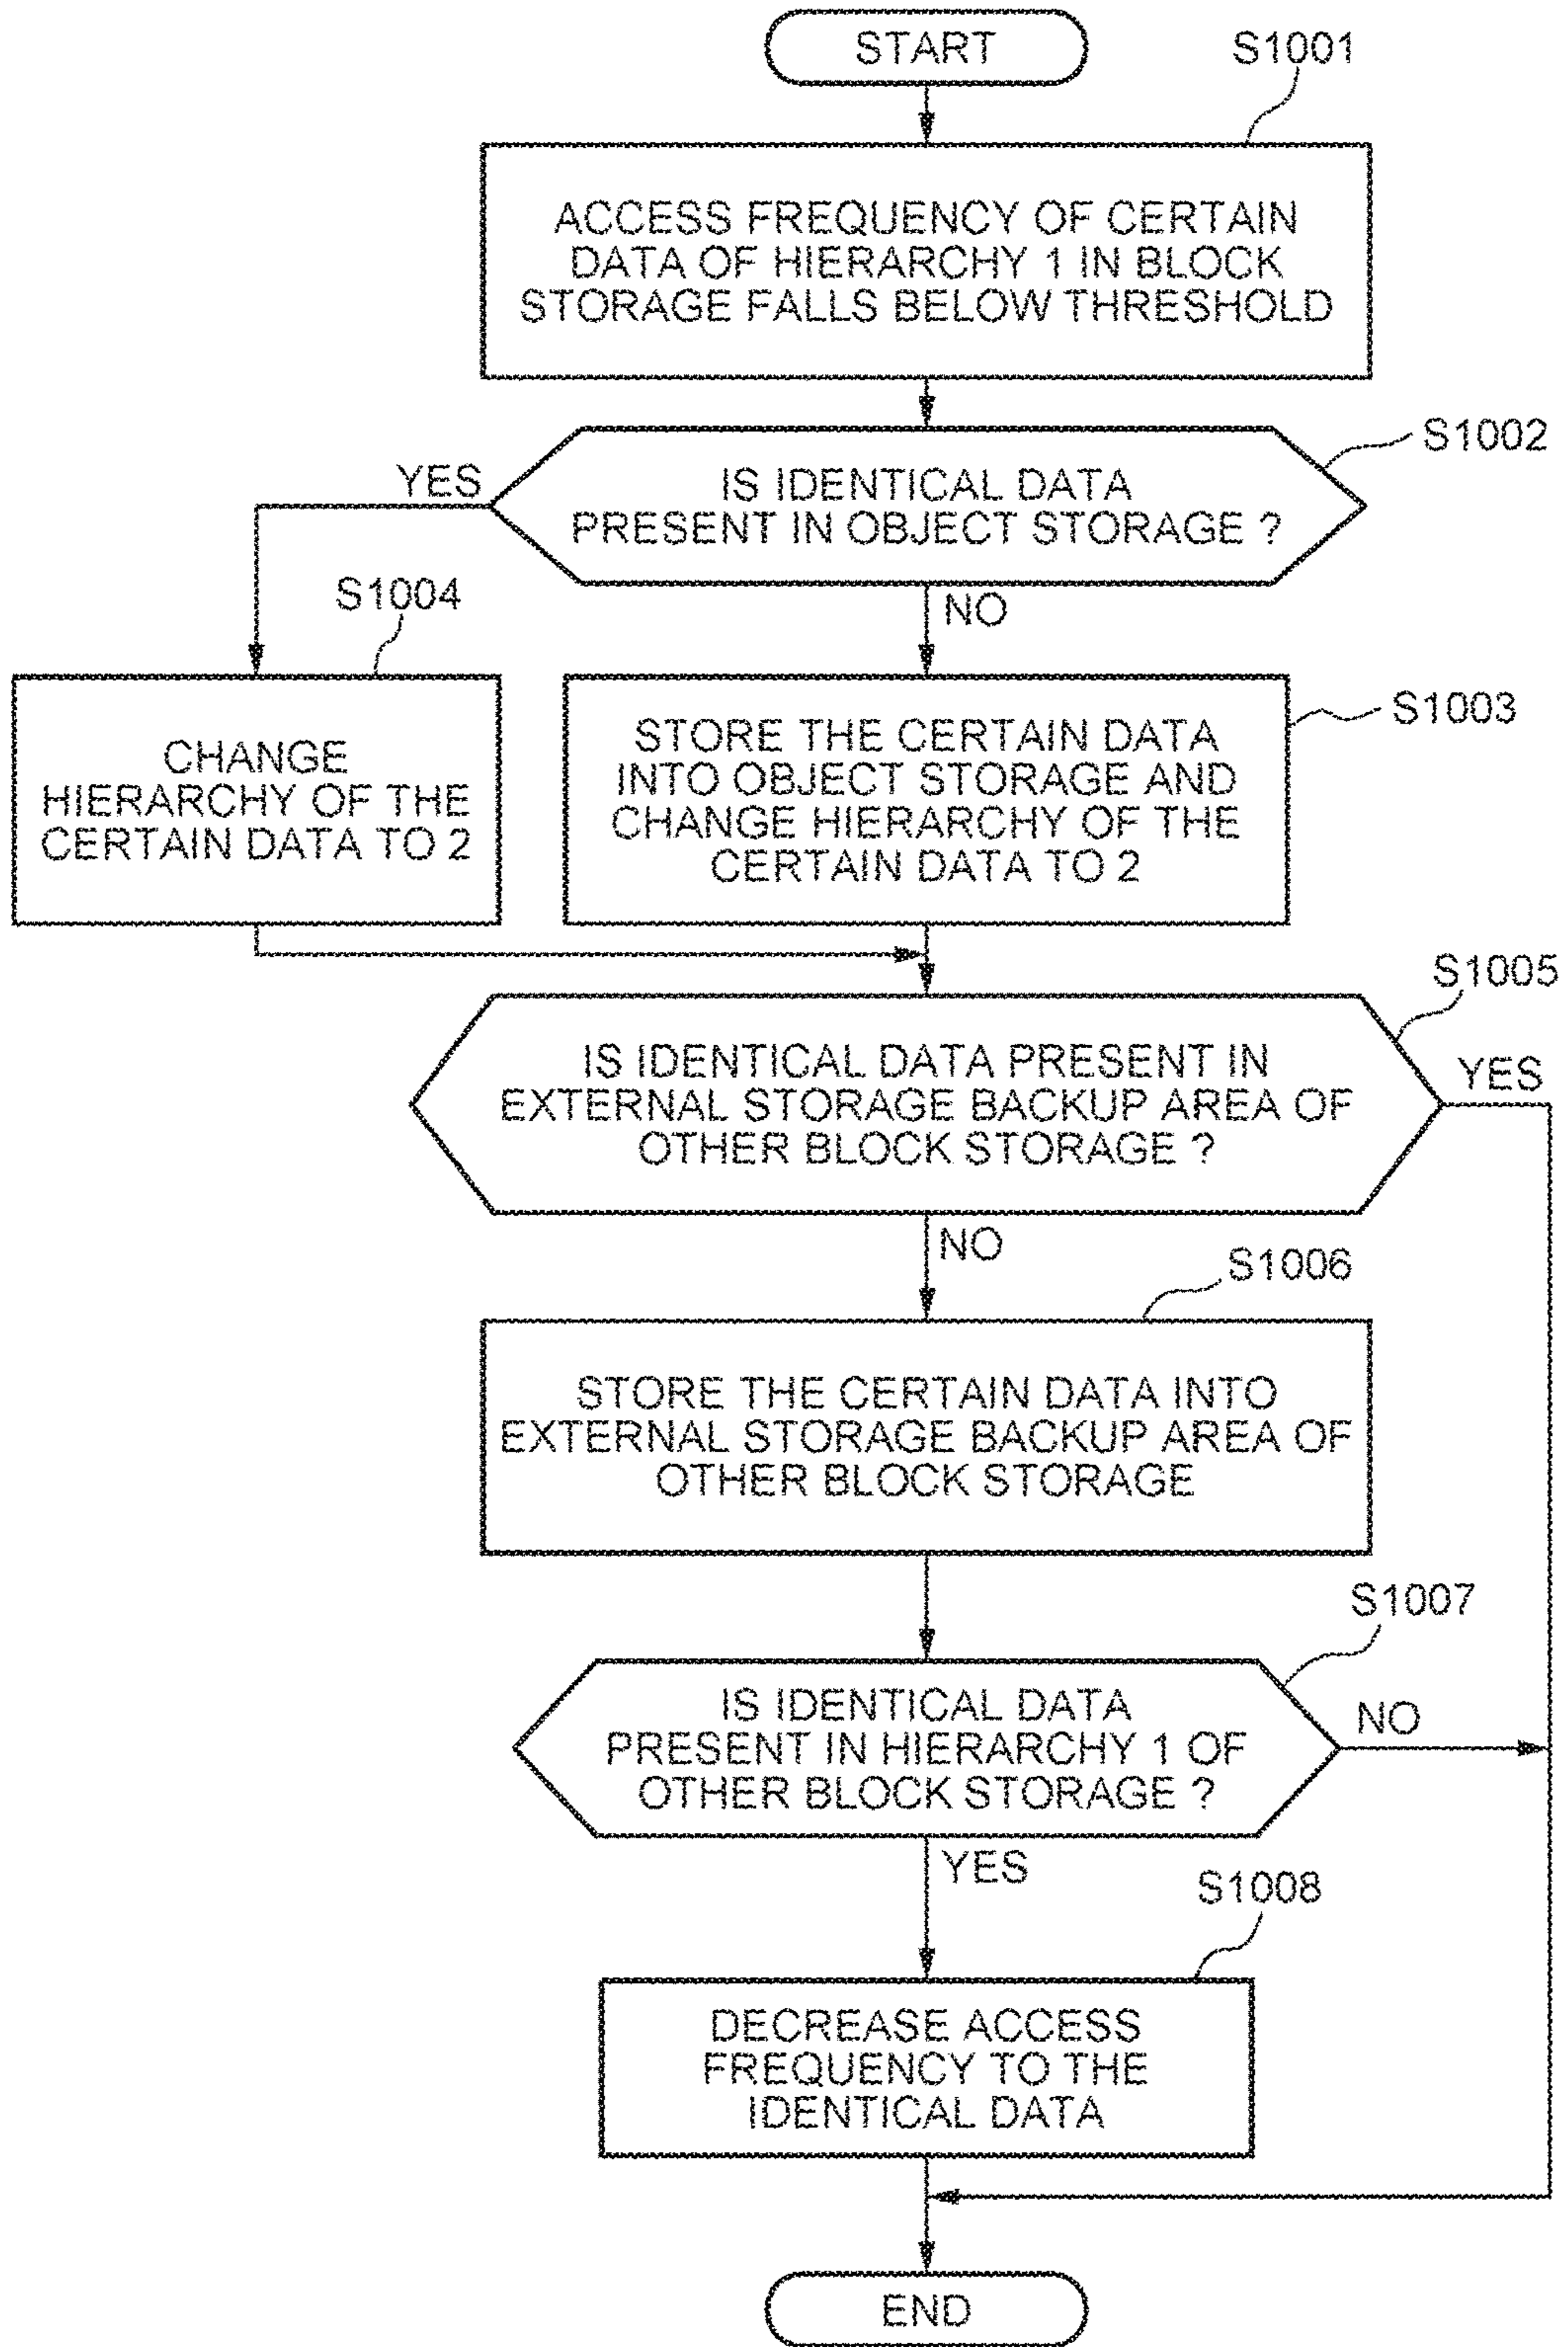 START
S1001
ACCESS FREQUENCY OF CERTAIN
DATA OF HIERARCHY 1 IN BLOCK
STORAGE FALLS BELOW THRESHOLD
S1002
YES
IS IDENTICAL DATA
PRESENT IN OBJECT STORAGE ?
NO
S1004
CHANGE
HIERARCHY OF THE
CERTAIN DATA TO 2
S1003
STORE THE CERTAIN DATA
INTO OBJECT STORAGE AND
CHANGE HIERARCHY OF THE
CERTAIN DATA TO 2
S1005
IS IDENTICAL DATA PRESENT IN
EXTERNAL STORAGE BACKUP AREA OF
OTHER BLOCK STORAGE ?
YES
NO
S1006
STORE THE CERTAIN DATA INTO
EXTERNAL STORAGE BACKUP AREA OF
OTHER BLOCK STORAGE
S1007
IS IDENTICAL DATA
PRESENT IN HIERARCHY 1 OF
OTHER BLOCK STORAGE ?
NO
YES
S1008
DECREASE ACCESS
FREQUENCY TO THE
IDENTICAL DATA
END